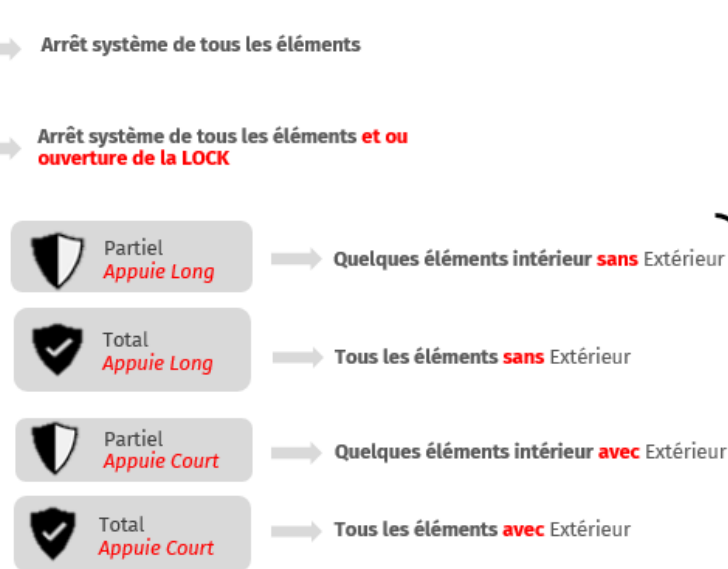 Arrêt système de tous les éléments
Arrêt système de tous les éléments et ou
ouverture de la LOCK
Partiel
Appuie Long
Quelques éléments intérieur sans Extérieur
Total
Appuie Long
Tous les éléments sans Extérieur
Partiel
Appuie Court
Quelques éléments intérieur avec Extérieur
Total
Appuie Court
Tous les éléments avec Extérieur